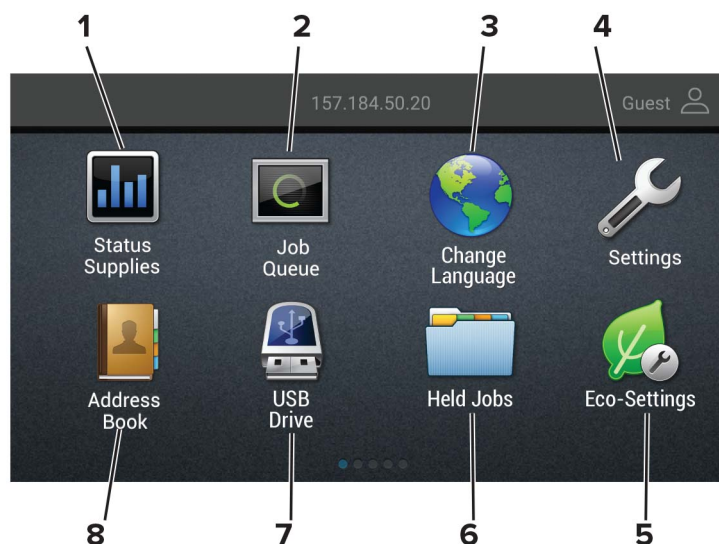 1 2 3 4
157.184.50.20 Guest
Status
Supplies
Job
Queue
Change
Language
Settings
Address
Book
USB
Drive
Held Jobs
Eco-Settings
8 7 6 5